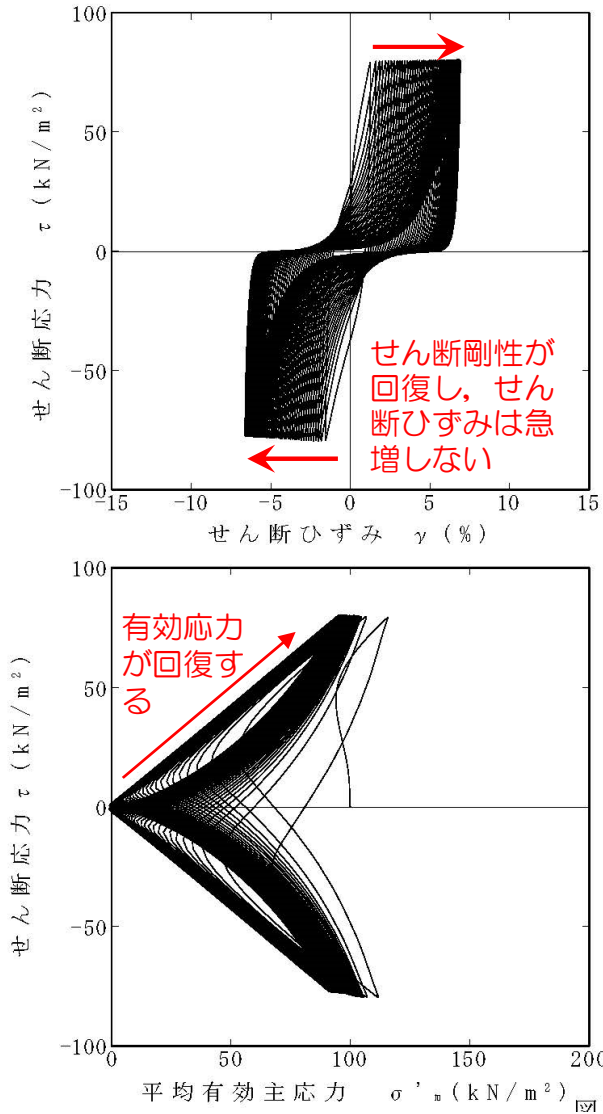 100
50
0
-50
-100
せん断応力 τ (kN/m²)
せん断剛性が
回復し,せん
断ひずみは急
増しない
-15
-10
-5
0
5
10
15
せん断ひずみ γ (%)
100
50
0
-50
-100
せん断応力 τ (kN/m²)
有効応力
が回復す
る
0
50
100
150
200
平均有効主応力 σ'm (kN/m²)
図